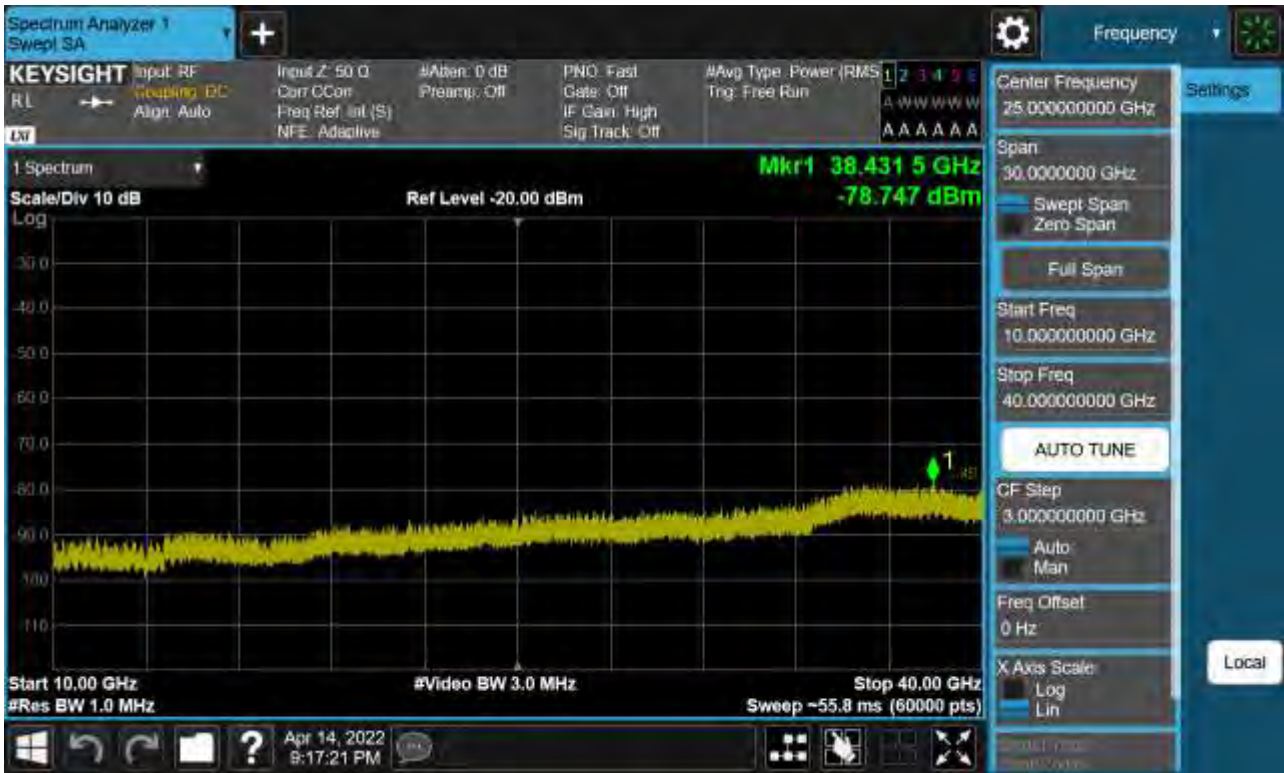 Spectrum Analyzer 1
Swept SA
+
Frequency
KEYSIGHT
RL
LXI
Input: RF
Coupling: DC
Align: Auto
Input Z: 50 Ω
Corr CCorr
Freq Ref: Int (S)
NFE: Adaptive
#Atten: 0 dB
Preamp: Off
PNO: Fast
Gate: Off
IF Gain: High
Sig Track: Off
#Avg Type: Power (RMS
Trig: Free Run
1 2 3 4 5 6
A W W W W W
A A A A A A
1 Spectrum
Scale/Div 10 dB
Log
Ref Level -20.00 dBm
Mkr1 38.431 5 GHz
-78.747 dBm
-30.0
-40.0
-50.0
-60.0
-70.0
-80.0
-90.0
-100
-110
1
Start 10.00 GHz
#Res BW 1.0 MHz
#Video BW 3.0 MHz
Stop 40.00 GHz
Sweep ~55.8 ms (60000 pts)
?
Apr 14, 2022
9:17:21 PM
Center Frequency
25.000000000 GHz
Span
30.0000000 GHz
Swept Span
Zero Span
Full Span
Start Freq
10.000000000 GHz
Stop Freq
40.000000000 GHz
AUTO TUNE
CF Step
3.000000000 GHz
Auto
Man
Freq Offset
0 Hz
X Axis Scale
Log
Lin
Settings
Local